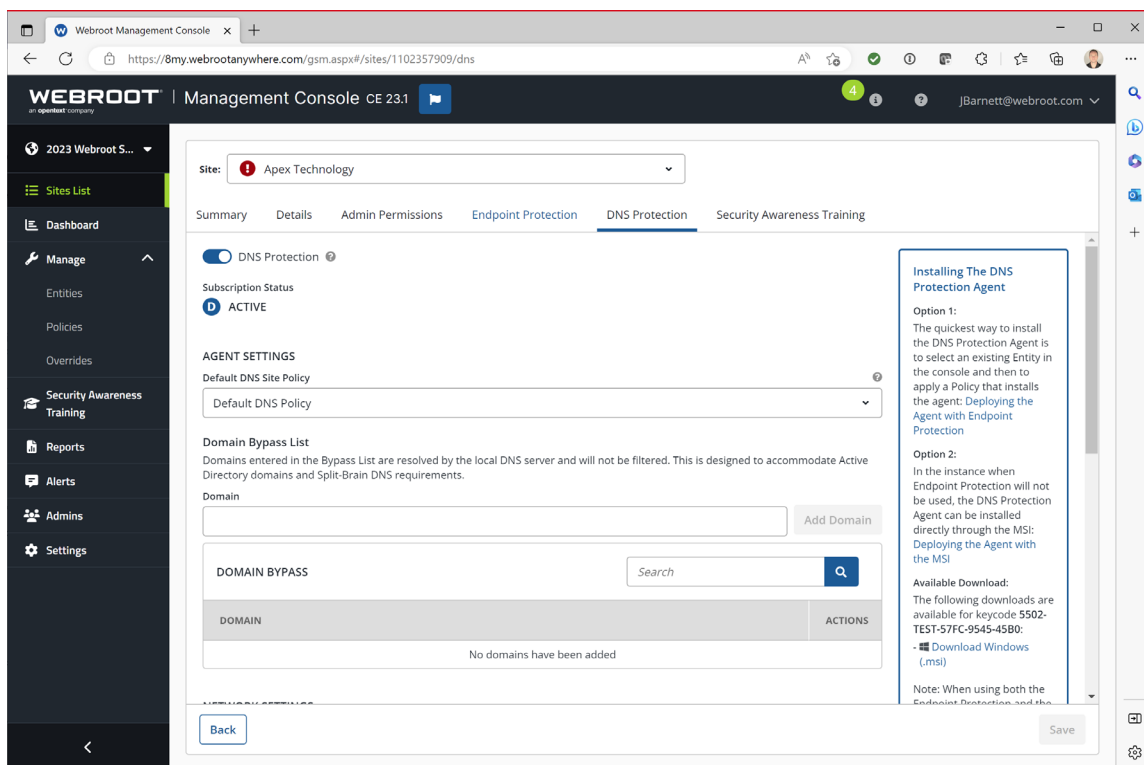 Webroot Management Console
https://8my.webrootanywhere.com/gsm.aspx#/sites/1102357909/dns
WEBROOT
an opentext company
Management Console CE 23.1
4
JBarnett@webroot.com
2023 Webroot S...
Sites List
Dashboard
Manage
Entities
Policies
Overrides
Security Awareness
Training
Reports
Alerts
Admins
Settings
Site:
Apex Technology
Summary
Details
Admin Permissions
Endpoint Protection
DNS Protection
Security Awareness Training
DNS Protection
Subscription Status
D ACTIVE
AGENT SETTINGS
Default DNS Site Policy
Default DNS Policy
Domain Bypass List
Domains entered in the Bypass List are resolved by the local DNS server and will not be filtered. This is designed to accommodate Active
Directory domains and Split-Brain DNS requirements.
Domain
Add Domain
DOMAIN BYPASS
Search
DOMAIN
ACTIONS
No domains have been added
NETWORK SETTINGS
Back
Save
Installing The DNS
Protection Agent
Option 1:
The quickest way to install
the DNS Protection Agent is
to select an existing Entity in
the console and then to
apply a Policy that installs
the agent: Deploying the
Agent with Endpoint
Protection
Option 2:
In the instance when
Endpoint Protection will not
be used, the DNS Protection
Agent can be installed
directly through the MSI:
Deploying the Agent with
the MSI
Available Download:
The following downloads are
available for keycode 5502-
TEST-57FC-9545-45B0:
- Download Windows
(.msi)
Note: When using both the
Endpoint Protection and the